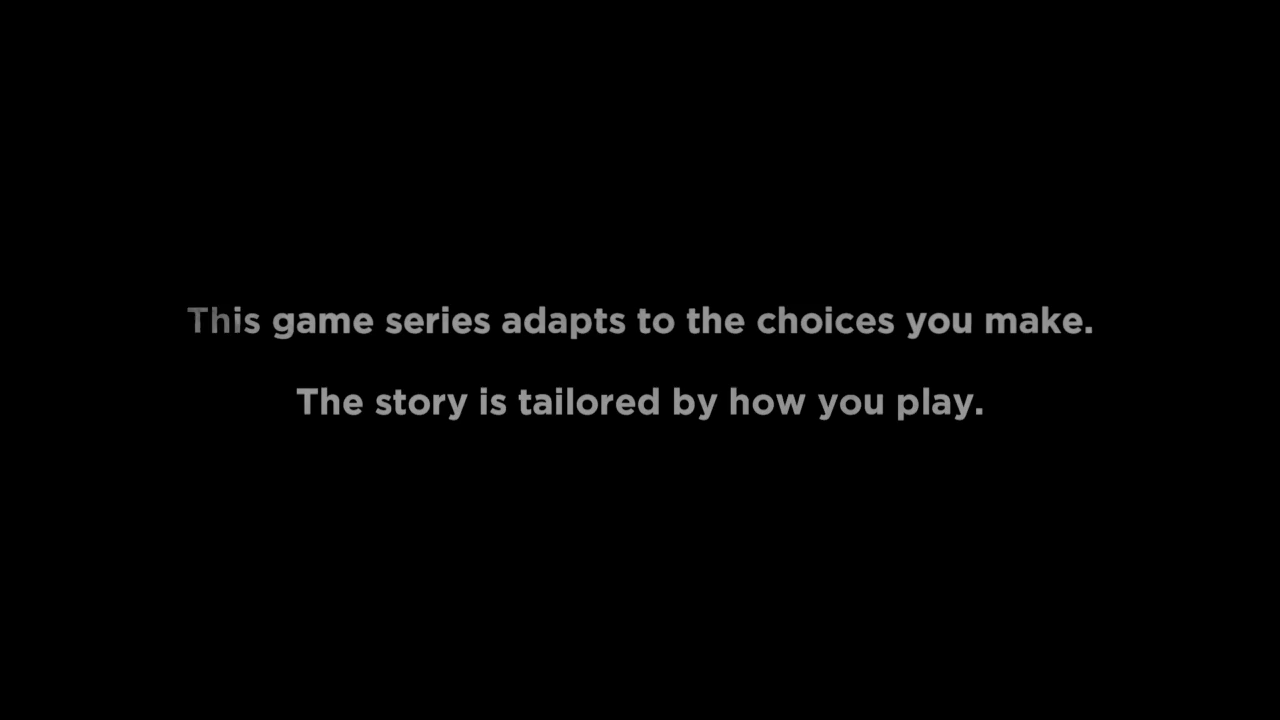 This game series adapts to the choices you make.
The story is tailored by how you play.